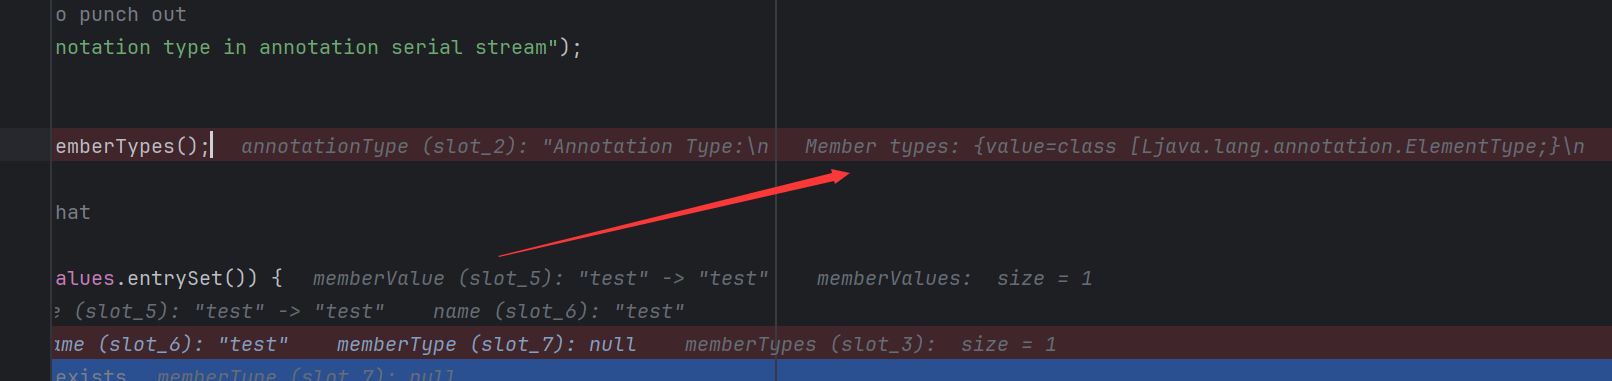 o punch out
notation type in annotation serial stream");
emberTypes(); annotationType (slot_2): "Annotation Type:\n   Member types: {value=class [Ljava.lang.annotation.ElementType;}\n
hat
alues.entrySet()) { memberValue (slot_5): "test" -> "test"    memberValues:  size = 1
e (slot_5): "test" -> "test"    name (slot_6): "test"
ame (slot_6): "test"    memberType (slot_7): null    memberTypes (slot_3):  size = 1
exists   memberType (slot_7): null